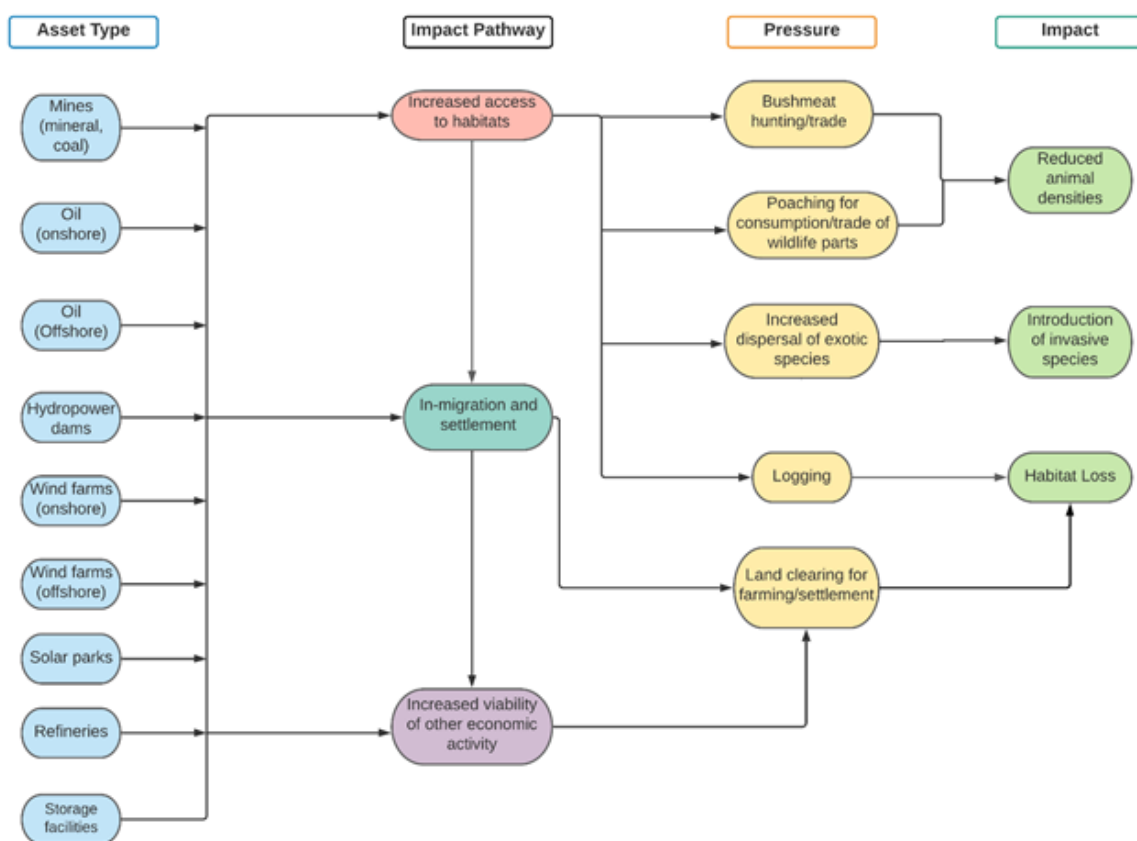 Asset Type
Impact Pathway
Pressure
Impact
Mines
(mineral,
coal)
Oil
(onshore)
Oil
(Offshore)
Hydropower
dams
Wind farms
(onshore)
Wind farms
(offshore)
Solar parks
Refineries
Storage
facilities
Increased access
to habitats
In-migration and
settlement
Increased viability
of other economic
activity
Bushmeat
hunting/trade
Poaching for
consumption/trade of
wildlife parts
Increased
dispersal of exotic
species
Logging
Land clearing for
farming/settlement
Reduced
animal
densities
Introduction
of invasive
species
Habitat Loss